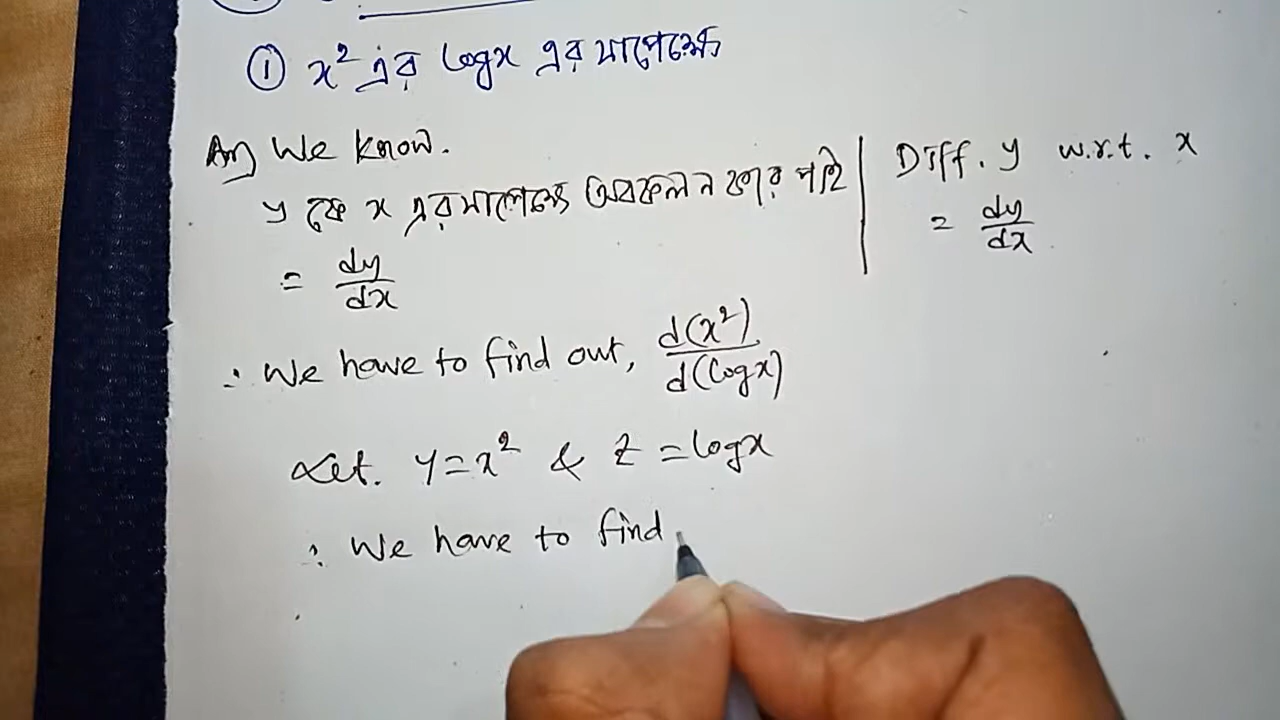 ① x² এর logx এর সাপেক্ষে
Ans We know.
y কে x এর সাপেক্ষে অবকলন করে পাই
= dy/dx
Diff. y w.r.t. x
= dy/dx
∴ We have to find out, d(x²)/d(logx)
Let. y=x² & z=logx
∴ We have to find